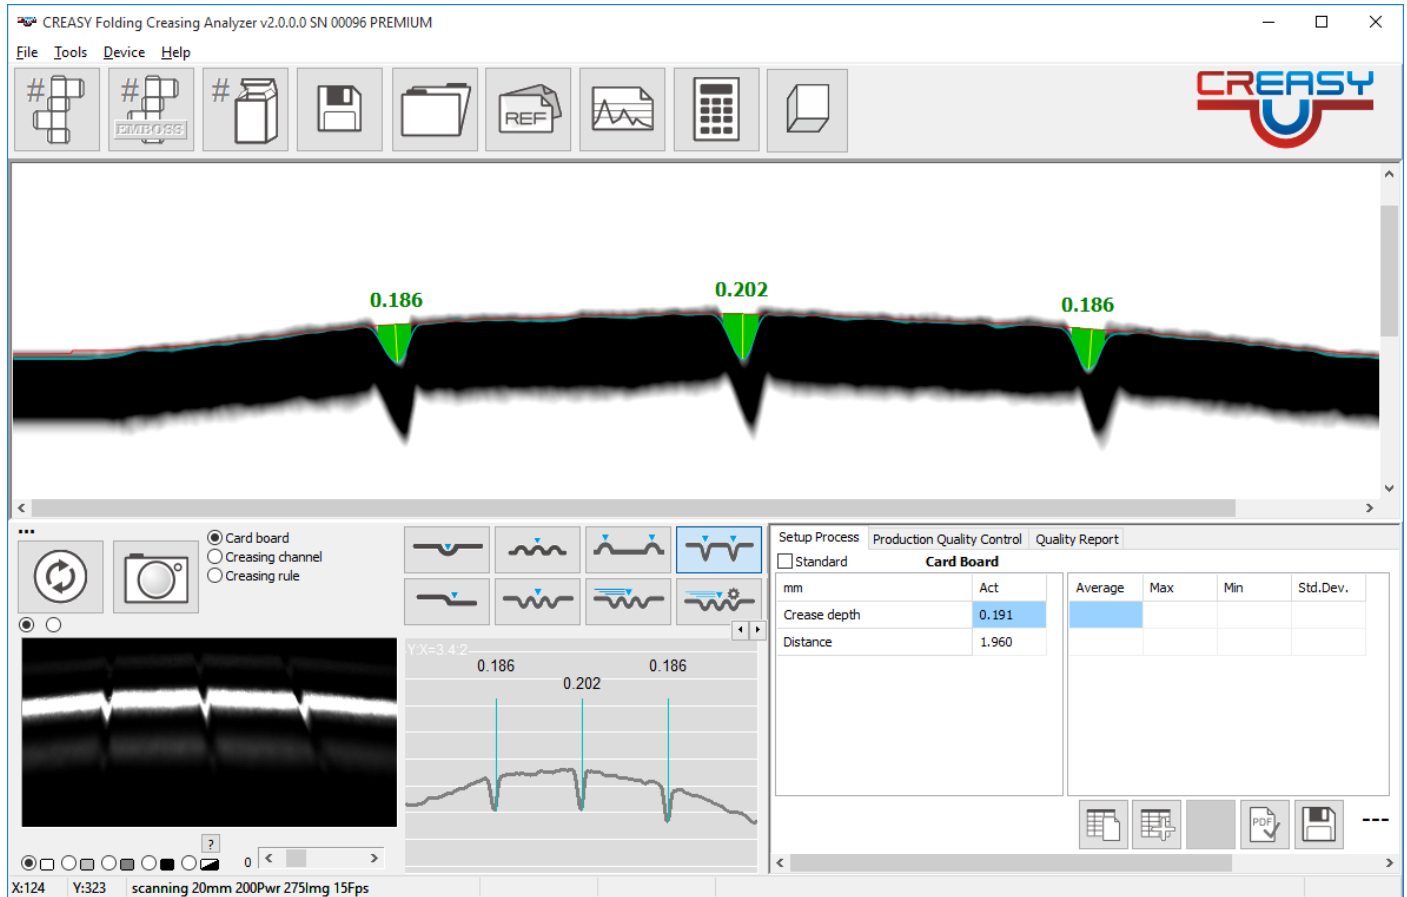 CREASY Folding Creasing Analyzer v2.0.0.0 SN 00096 PREMIUM
File Tools Device Help
#
# EMBOSS
#
REF
CREASY
0.186
0.202
0.186
Card board
Creasing channel
Creasing rule
Y:X=3.4:2
0.186
0.186
0.202
?
0
Setup Process Production Quality Control Quality Report
Standard Card Board
mm Act Average Max Min Std.Dev.
Crease depth 0.191
Distance 1.960
PDF
---
X:124 Y:323 scanning 20mm 200Pwr 275Img 15Fps